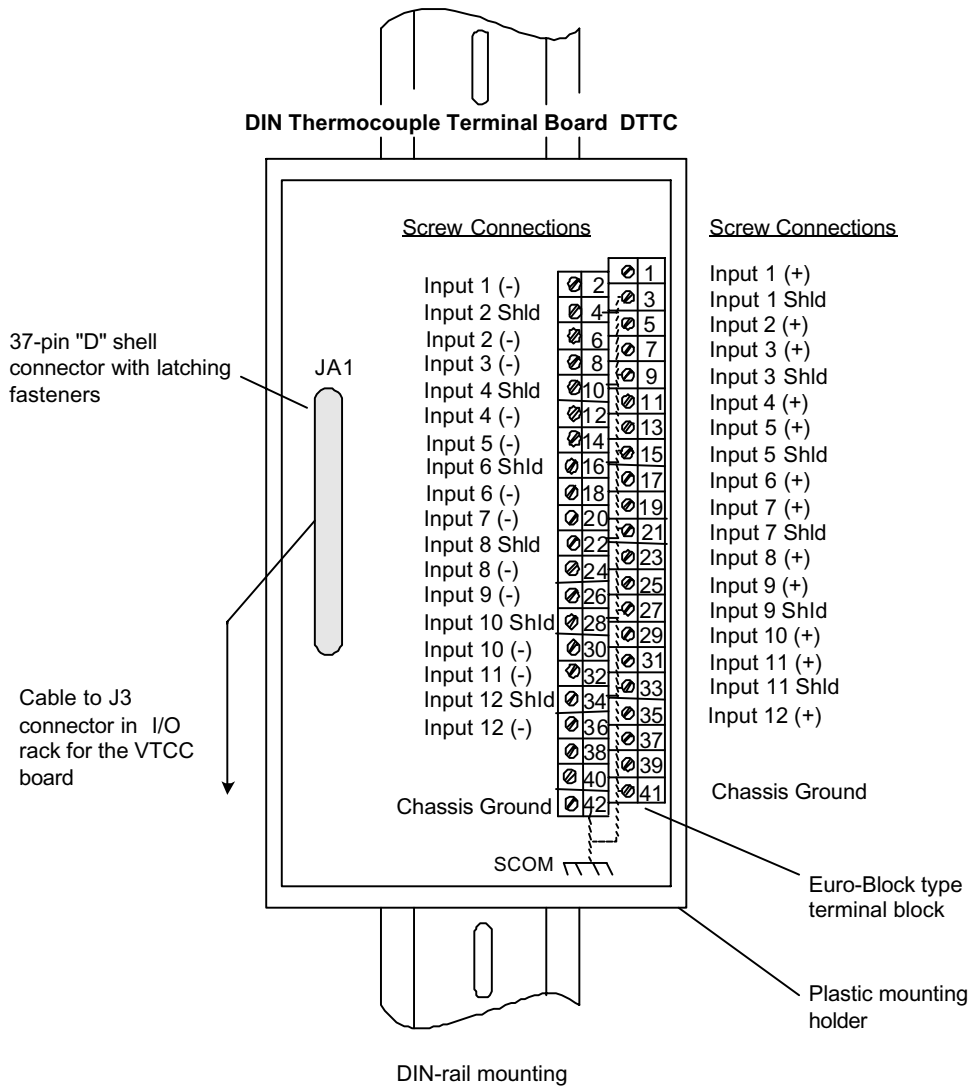 DIN Thermocouple Terminal Board DTTC
Screw Connections
Input 1 (-)
Input 2 Shld
Input 2 (-)
Input 3 (-)
Input 4 Shld
Input 4 (-)
Input 5 (-)
Input 6 Shld
Input 6 (-)
Input 7 (-)
Input 8 Shld
Input 8 (-)
Input 9 (-)
Input 10 Shld
Input 10 (-)
Input 11 (-)
Input 12 Shld
Input 12 (-)
Chassis Ground
2
4
6
8
10
12
14
16
18
20
22
24
26
28
30
32
34
36
38
40
42
1
3
5
7
9
11
13
15
17
19
21
23
25
27
29
31
33
35
37
39
41
Screw Connections
Input 1 (+)
Input 1 Shld
Input 2 (+)
Input 3 (+)
Input 3 Shld
Input 4 (+)
Input 5 (+)
Input 5 Shld
Input 6 (+)
Input 7 (+)
Input 7 Shld
Input 8 (+)
Input 9 (+)
Input 9 Shld
Input 10 (+)
Input 11 (+)
Input 11 Shld
Input 12 (+)
Chassis Ground
37-pin "D" shell
connector with latching
fasteners
JA1
Cable to J3
connector in I/O
rack for the VTCC
board
SCOM
Euro-Block type
terminal block
Plastic mounting
holder
DIN-rail mounting